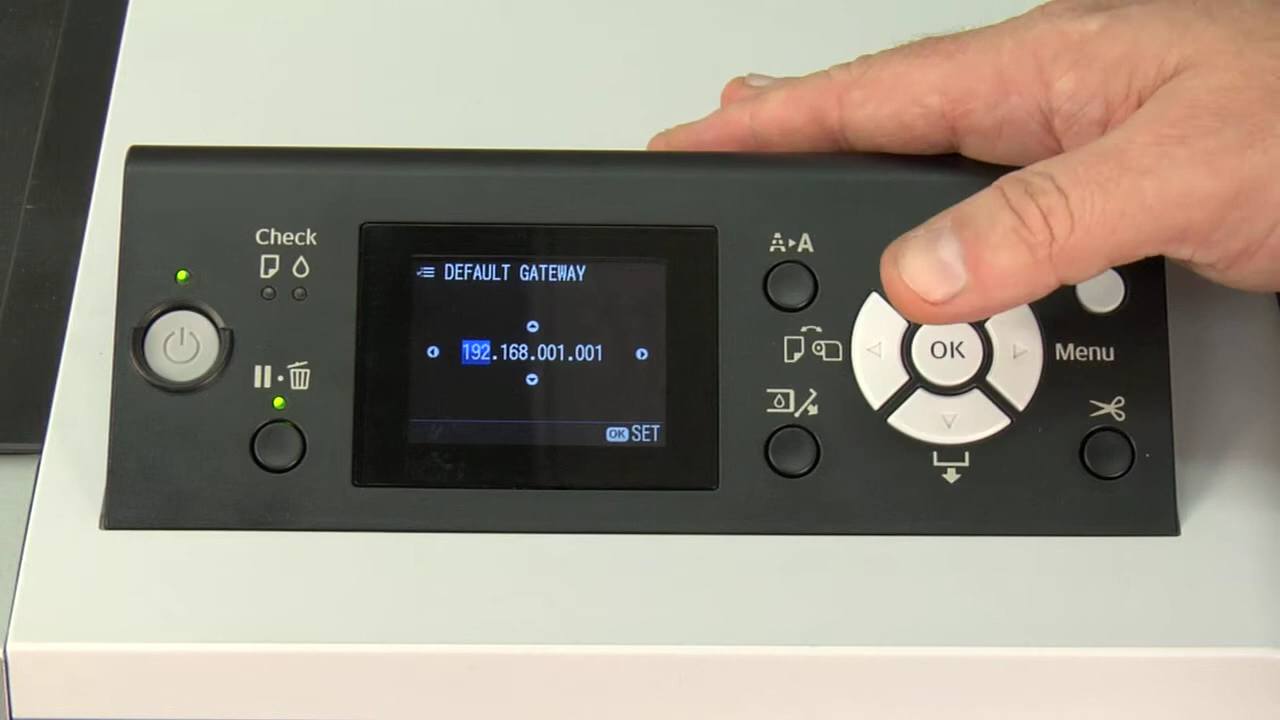 Check
DEFAULT GATEWAY
192.168.001.001
OK SET
A▸A
OK
Menu